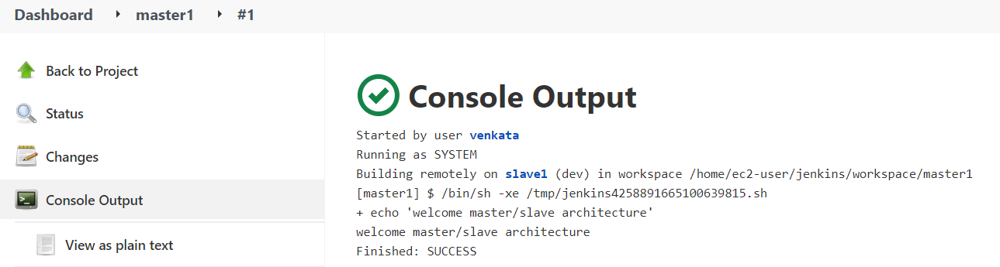 Dashboard master1 #1
Back to Project
Status
Changes
Console Output
View as plain text
Console Output
Started by user venkata
Running as SYSTEM
Building remotely on slave1 (dev) in workspace /home/ec2-user/jenkins/workspace/master1
[master1] $ /bin/sh -xe /tmp/jenkins4258891665100639815.sh
+ echo 'welcome master/slave architecture'
welcome master/slave architecture
Finished: SUCCESS